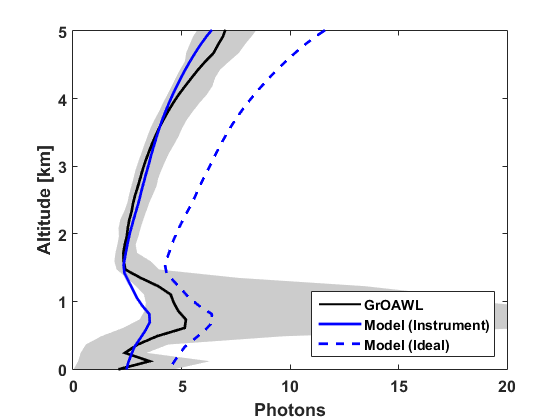 5
4
3
2
1
0
Altitude [km]
GrOAWL
Model (Instrument)
Model (Ideal)
0 5 10 15 20
Photons